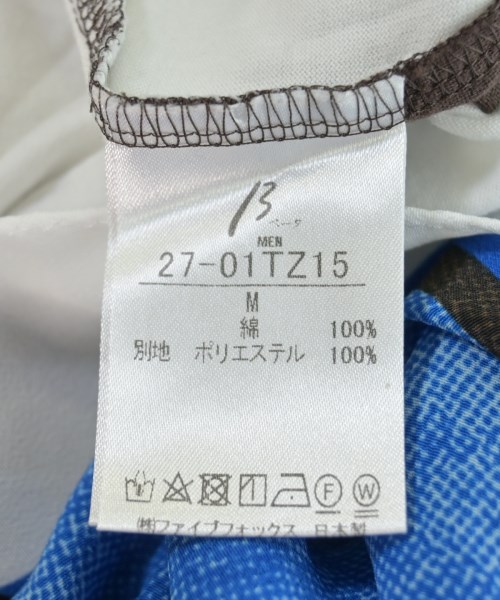 β
ベータ
MEN
27-01TZ15
M
綿 100%
別地 ポリエステル 100%
F W
㈱ファイブフォックス 日本製